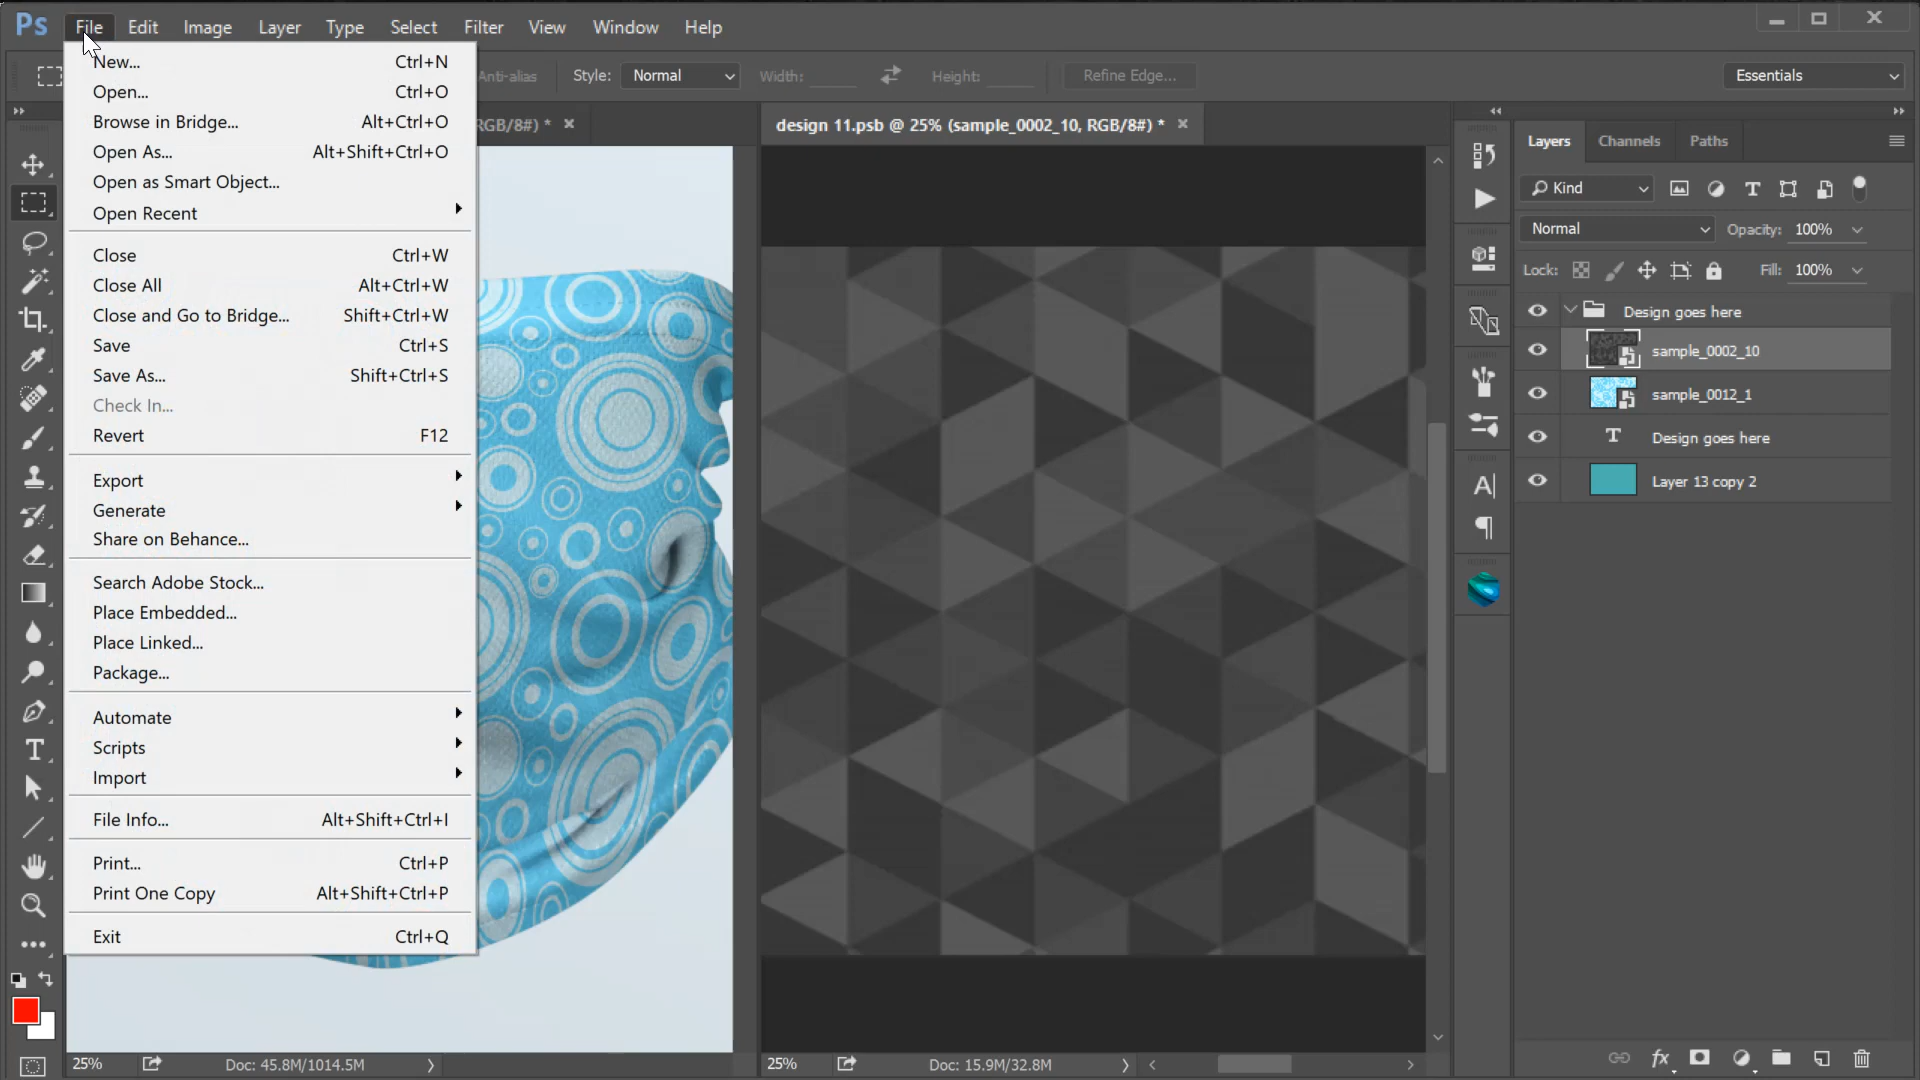 Ps File Edit Image Layer Type Select Filter View Window Help
Anti-alias Style: Normal Width: Height: Refine Edge... Essentials
RGB/8#) * design 11.psb @ 25% (sample_0002_10, RGB/8#) *
New... Ctrl+N
Open... Ctrl+O
Browse in Bridge... Alt+Ctrl+O
Open As... Alt+Shift+Ctrl+O
Open as Smart Object...
Open Recent
Close Ctrl+W
Close All Alt+Ctrl+W
Close and Go to Bridge... Shift+Ctrl+W
Save Ctrl+S
Save As... Shift+Ctrl+S
Check In...
Revert F12
Export
Generate
Share on Behance...
Search Adobe Stock...
Place Embedded...
Place Linked...
Package...
Automate
Scripts
Import
File Info... Alt+Shift+Ctrl+I
Print... Ctrl+P
Print One Copy Alt+Shift+Ctrl+P
Exit Ctrl+Q
Layers Channels Paths
Kind
Normal Opacity: 100%
Lock: Fill: 100%
Design goes here
sample_0002_10
sample_0012_1
Design goes here
Layer 13 copy 2
25% Doc: 45.8M/1014.5M
25% Doc: 15.9M/32.8M